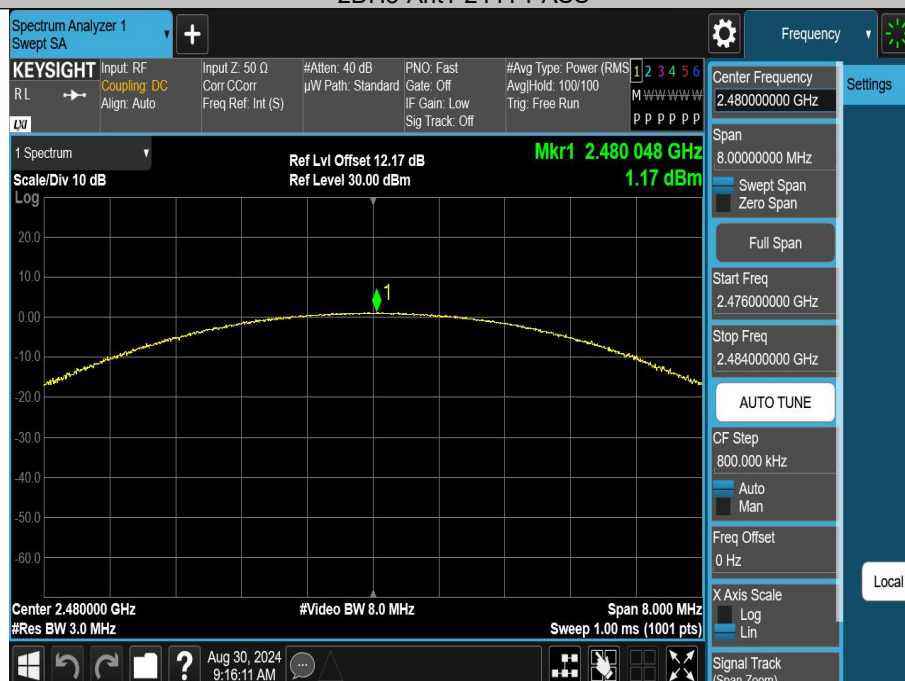 Spectrum Analyzer 1
Swept SA
+
Frequency
KEYSIGHT
RL
LXI
Input: RF
Coupling: DC
Align: Auto
Input Z: 50 Ω
Corr CCorr
Freq Ref: Int (S)
#Atten: 40 dB
µW Path: Standard
PNO: Fast
Gate: Off
IF Gain: Low
Sig Track: Off
#Avg Type: Power (RMS
Avg|Hold: 100/100
Trig: Free Run
1 2 3 4 5 6
M W W W W W
P P P P P P
1 Spectrum
Scale/Div 10 dB
Log
Ref Lvl Offset 12.17 dB
Ref Level 30.00 dBm
Mkr1 2.480 048 GHz
1.17 dBm
20.0
10.0
0.00
-10.0
-20.0
-30.0
-40.0
-50.0
-60.0
1
Center 2.480000 GHz
#Res BW 3.0 MHz
#Video BW 8.0 MHz
Span 8.000 MHz
Sweep 1.00 ms (1001 pts)
Aug 30, 2024
9:16:11 AM
Center Frequency
2.480000000 GHz
Span
8.00000000 MHz
Swept Span
Zero Span
Full Span
Start Freq
2.476000000 GHz
Stop Freq
2.484000000 GHz
AUTO TUNE
CF Step
800.000 kHz
Auto
Man
Freq Offset
0 Hz
X Axis Scale
Log
Lin
Signal Track
(Span Zoom)
Settings
Local